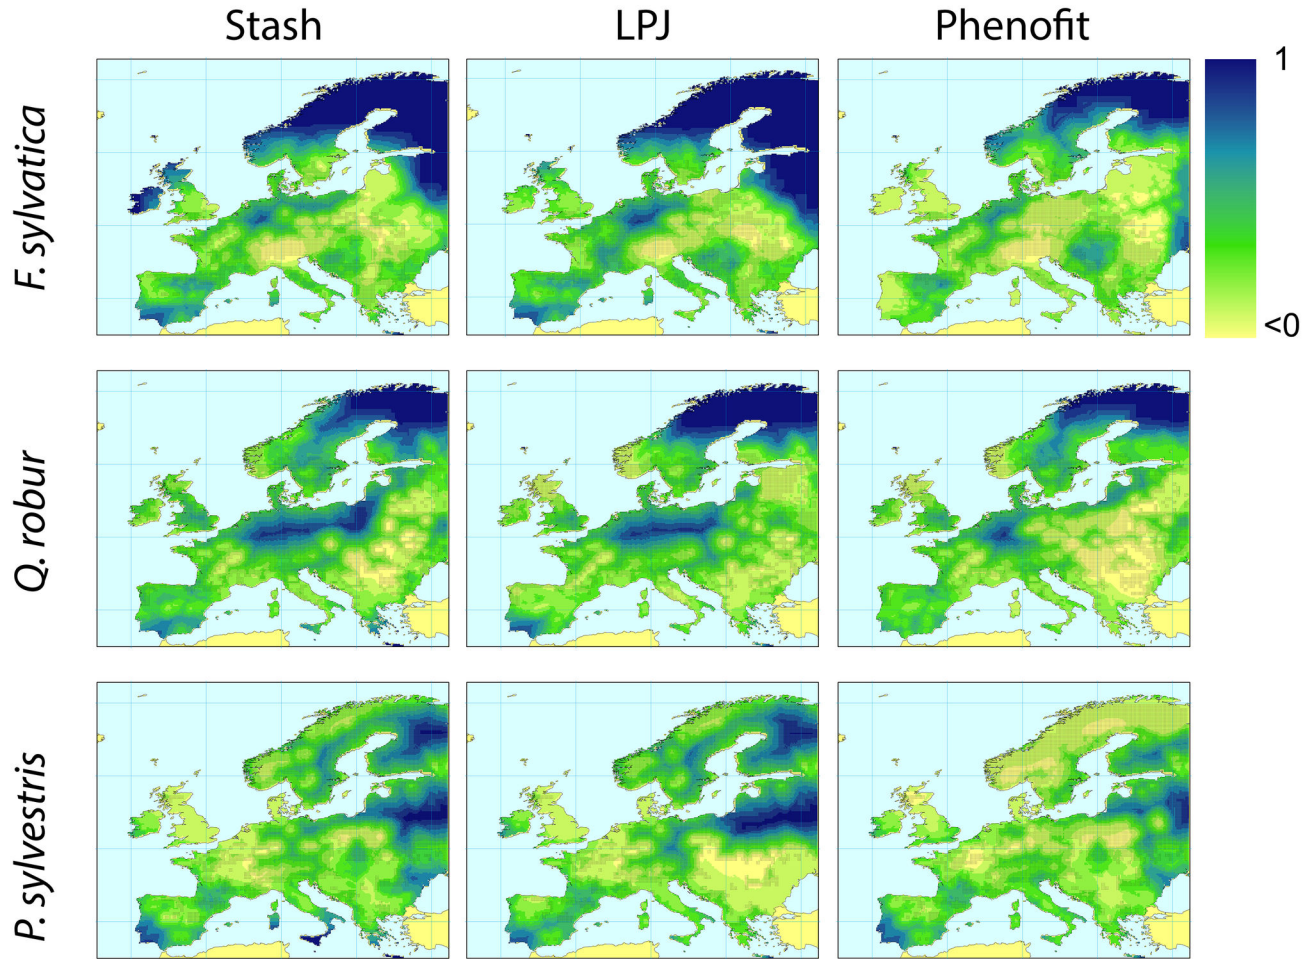 Stash LPJ Phenofit
1
<0
F. sylvatica
Q. robur
P. sylvestris